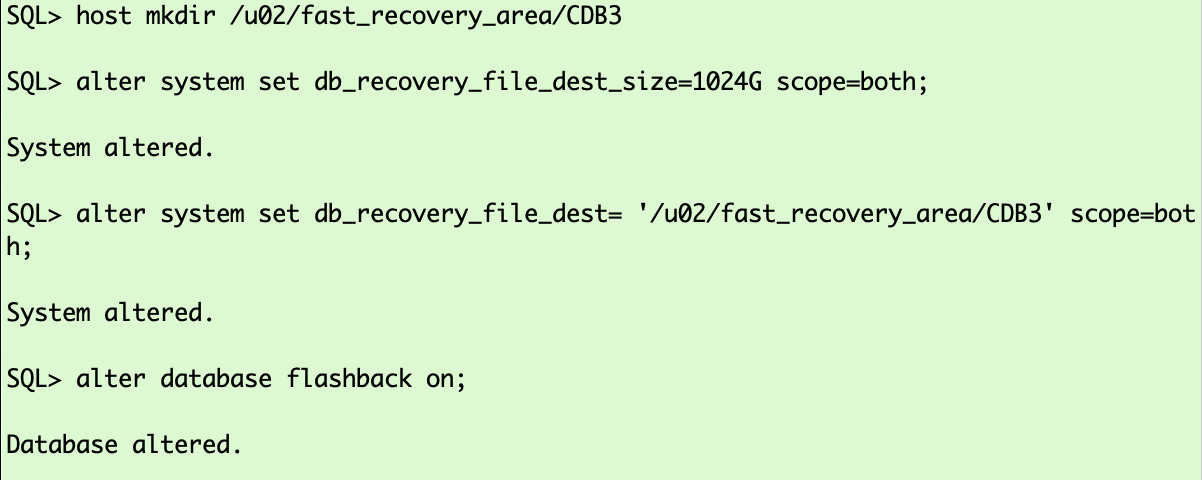 SQL> host mkdir /u02/fast_recovery_area/CDB3
SQL> alter system set db_recovery_file_dest_size=1024G scope=both;
System altered.
SQL> alter system set db_recovery_file_dest= '/u02/fast_recovery_area/CDB3' scope=bot
h;
System altered.
SQL> alter database flashback on;
Database altered.